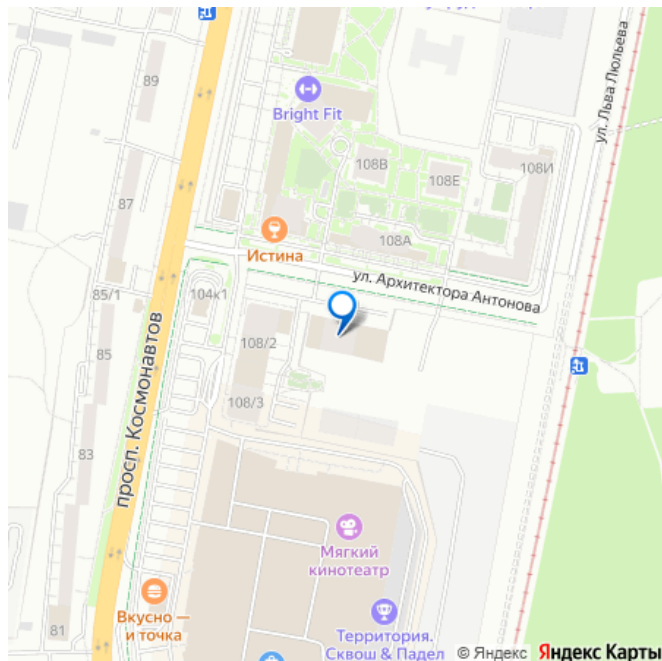 ул. Льва Люльева
89
Bright Fit
108В
108И
108Е
87
108А
Истина
ул. Архитектора Антонова
85/1
104к1
просп. Космонавтов
108/2
85
108/3
83
Мягкий
кинотеатр
Вкусно —
и точка
81
Территория.
Сквош & Падел
© Яндекс
Яндекс Карты